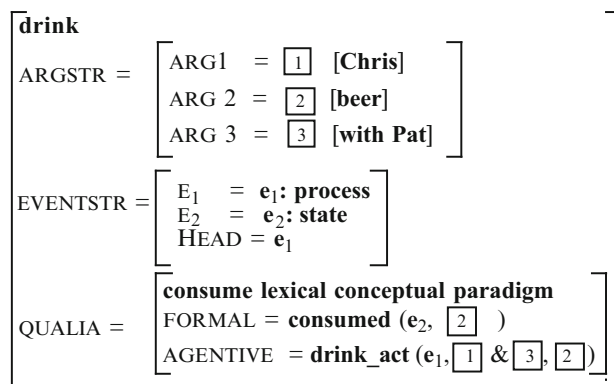 drink
ARGSTR =
ARG1 = 1 [Chris]
ARG 2 = 2 [beer]
ARG 3 = 3 [with Pat]
EVENTSTR =
E1 = e1: process
E2 = e2: state
HEAD = e1
QUALIA =
consume lexical conceptual paradigm
FORMAL = consumed (e2, 2 )
AGENTIVE = drink_act (e1, 1 & 3, 2 )